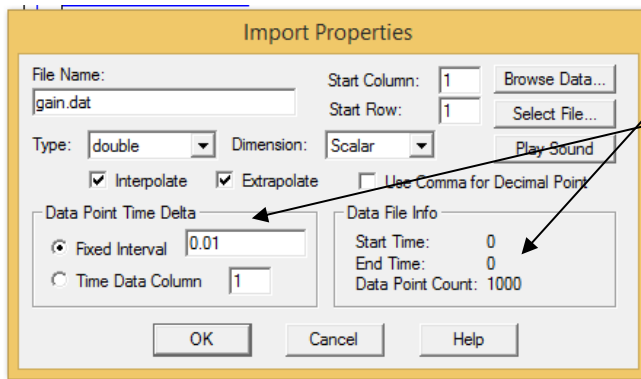 Import Properties
File Name:
gain.dat
Start Column: 1
Browse Data...
Start Row: 1
Select File...
Type: double
Dimension: Scalar
Play Sound
Interpolate
Extrapolate
Use Comma for Decimal Point
Data Point Time Delta
Fixed Interval 0.01
Time Data Column 1
Data File Info
Start Time: 0
End Time: 0
Data Point Count: 1000
OK
Cancel
Help